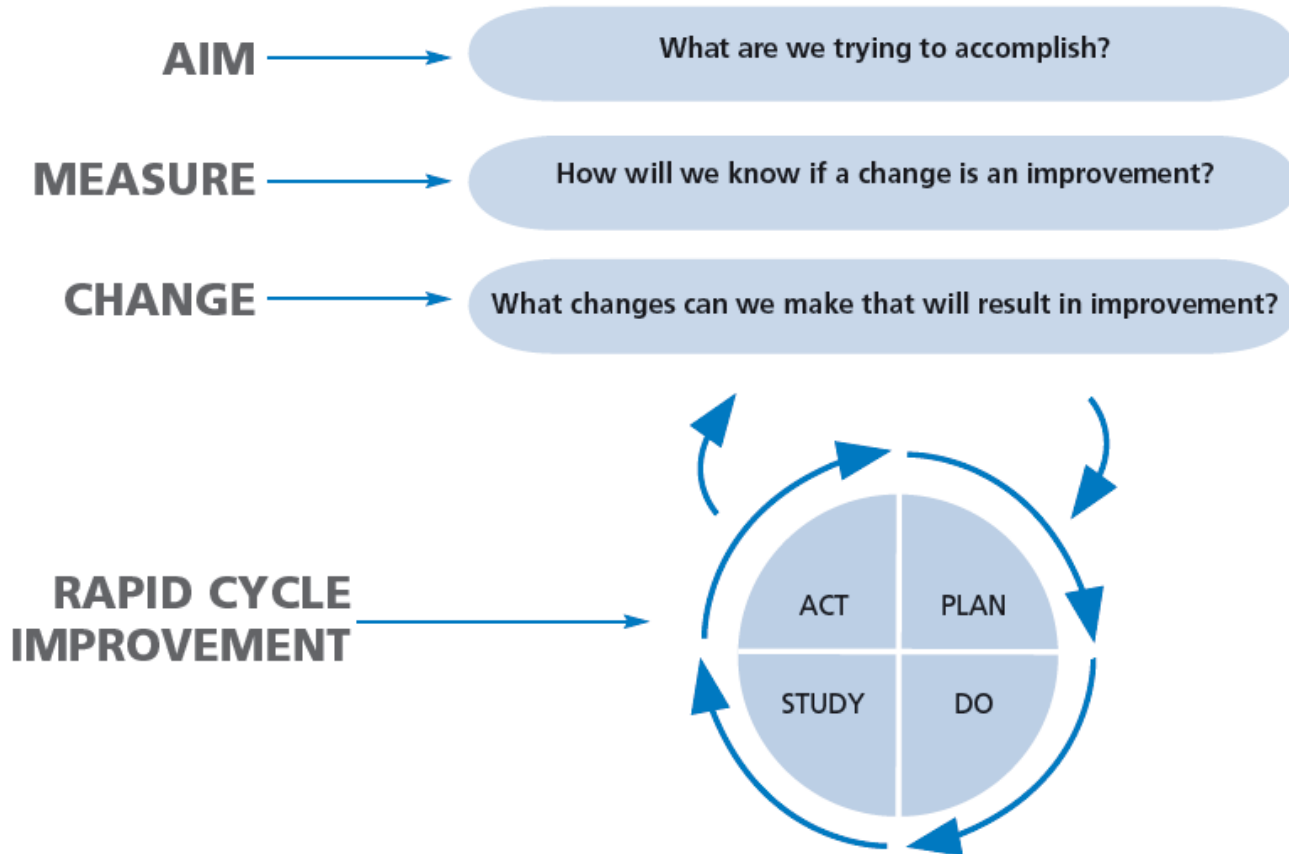 AIM
What are we trying to accomplish?
MEASURE
How will we know if a change is an improvement?
CHANGE
What changes can we make that will result in improvement?
RAPID CYCLE
IMPROVEMENT
ACT
PLAN
STUDY
DO